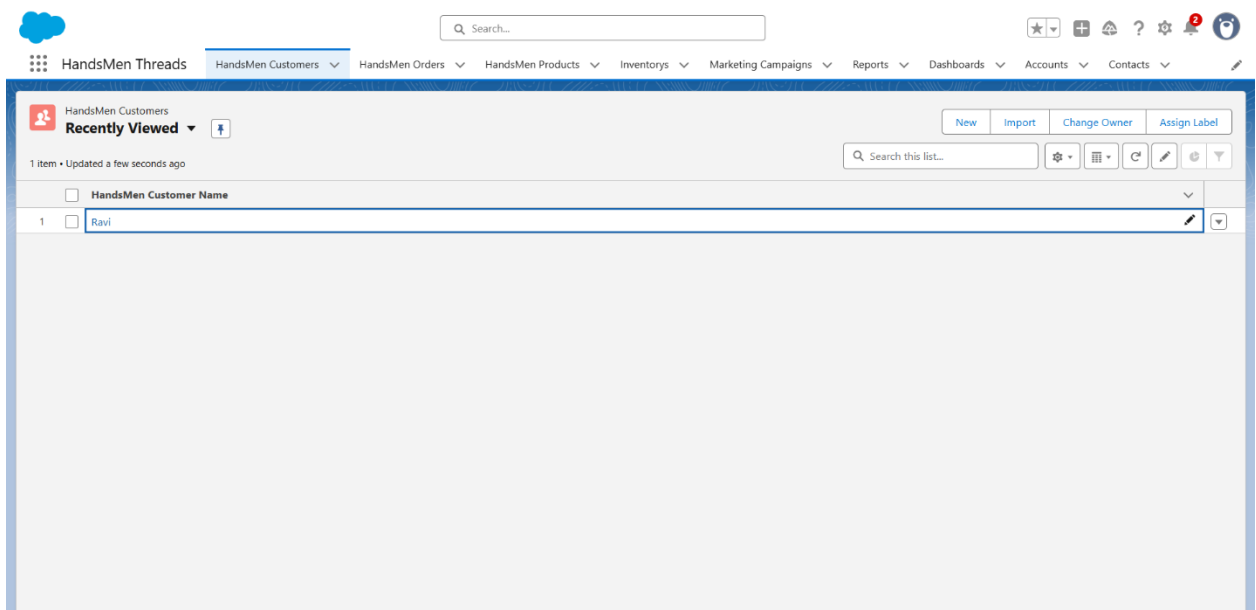 Search...
2
HandsMen Threads HandsMen Customers HandsMen Orders HandsMen Products Inventorys Marketing Campaigns Reports Dashboards Accounts Contacts
HandsMen Customers
Recently Viewed
New Import Change Owner Assign Label
1 item • Updated a few seconds ago
Search this list...
HandsMen Customer Name
1 Ravi